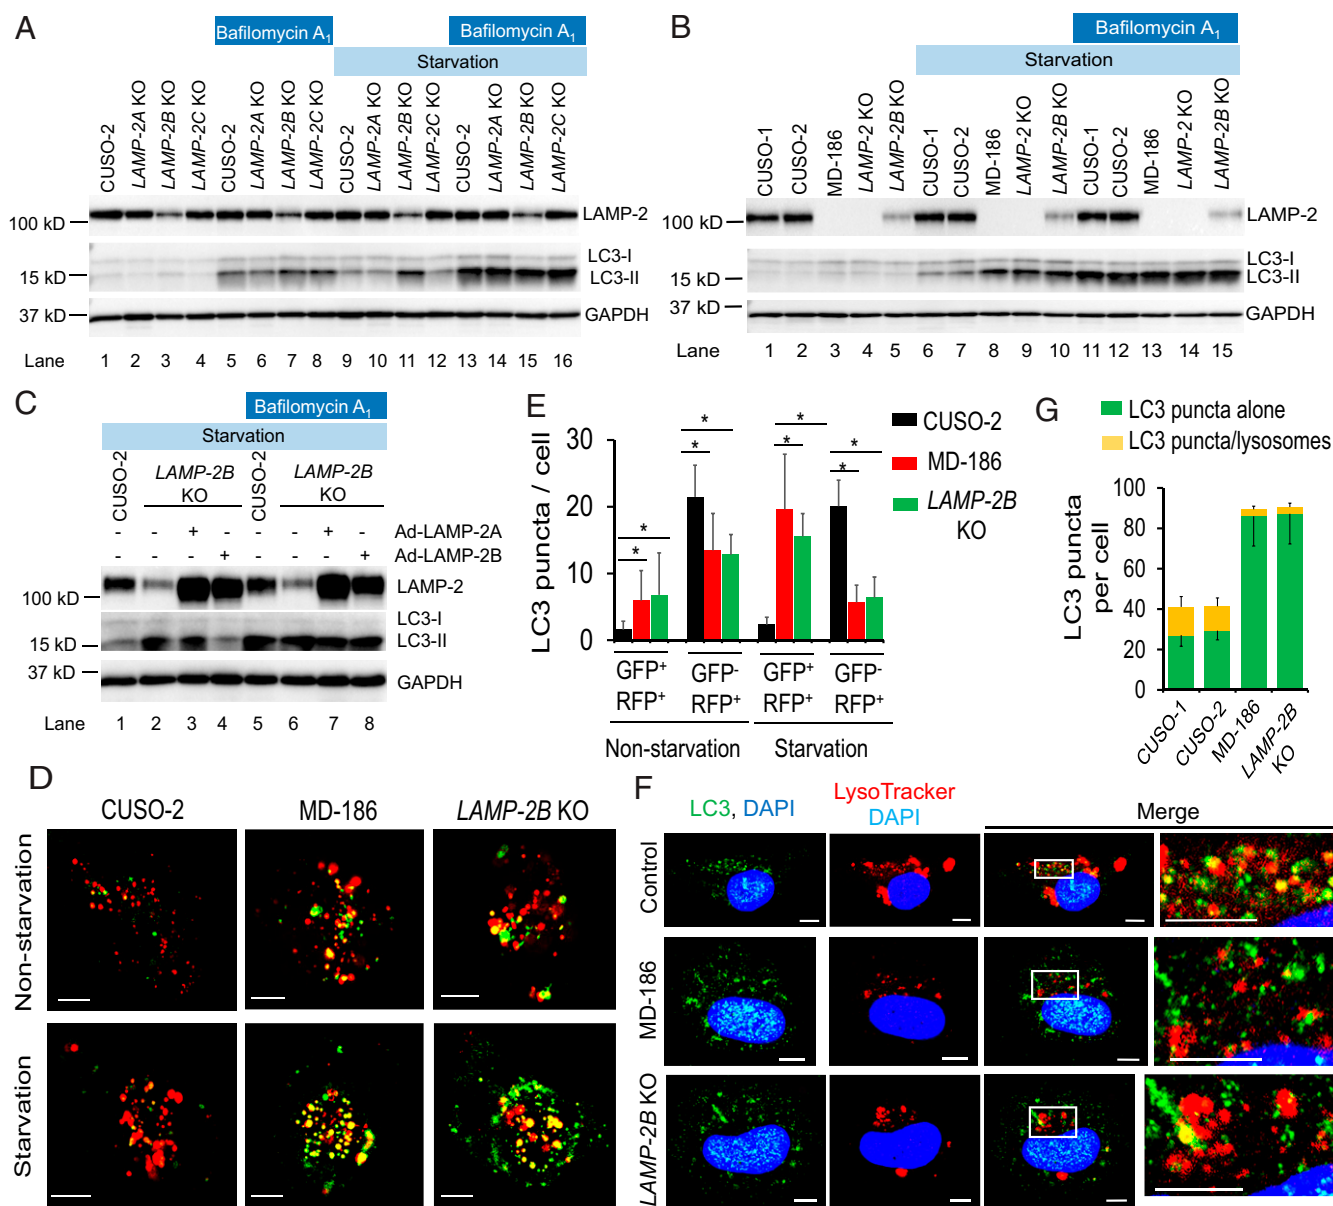 A
Bafilomycin A1
Bafilomycin A1
Starvation
CUSO-2
LAMP-2A KO
LAMP-2B KO
LAMP-2C KO
CUSO-2
LAMP-2A KO
LAMP-2B KO
LAMP-2C KO
CUSO-2
LAMP-2A KO
LAMP-2B KO
LAMP-2C KO
CUSO-2
LAMP-2A KO
LAMP-2B KO
LAMP-2C KO
100 kD
LAMP-2
LC3-I
15 kD
LC3-II
37 kD
GAPDH
Lane 1 2 3 4 5 6 7 8 9 10 11 12 13 14 15 16
B
Bafilomycin A1
Starvation
CUSO-1
CUSO-2
MD-186
LAMP-2 KO
LAMP-2B KO
CUSO-1
CUSO-2
MD-186
LAMP-2 KO
LAMP-2B KO
CUSO-1
CUSO-2
MD-186
LAMP-2 KO
LAMP-2B KO
100 kD
LAMP-2
LC3-I
15 kD
LC3-II
37 kD
GAPDH
Lane 1 2 3 4 5 6 7 8 9 10 11 12 13 14 15
C
Bafilomycin A1
Starvation
CUSO-2
LAMP-2B
KO
CUSO-2
LAMP-2B
KO
- - + - - - + - Ad-LAMP-2A
- - - + - - - + Ad-LAMP-2B
100 kD
LAMP-2
LC3-I
15 kD
LC3-II
37 kD
GAPDH
Lane 1 2 3 4 5 6 7 8
E
LC3 puncta / cell
30
20
10
0
* * * * * * * *
CUSO-2
MD-186
LAMP-2B
KO
GFP+ GFP- GFP+ GFP-
RFP+ RFP+ RFP+ RFP+
Non-starvation Starvation
G
LC3 puncta alone
LC3 puncta/lysosomes
LC3 puncta
per cell
100
80
60
40
20
0
CUSO-1
CUSO-2
MD-186
LAMP-2B
KO
D
CUSO-2 MD-186 LAMP-2B KO
Non-starvation
Starvation
F
LC3, DAPI
LysoTracker
DAPI
Merge
Control
MD-186
LAMP-2B KO